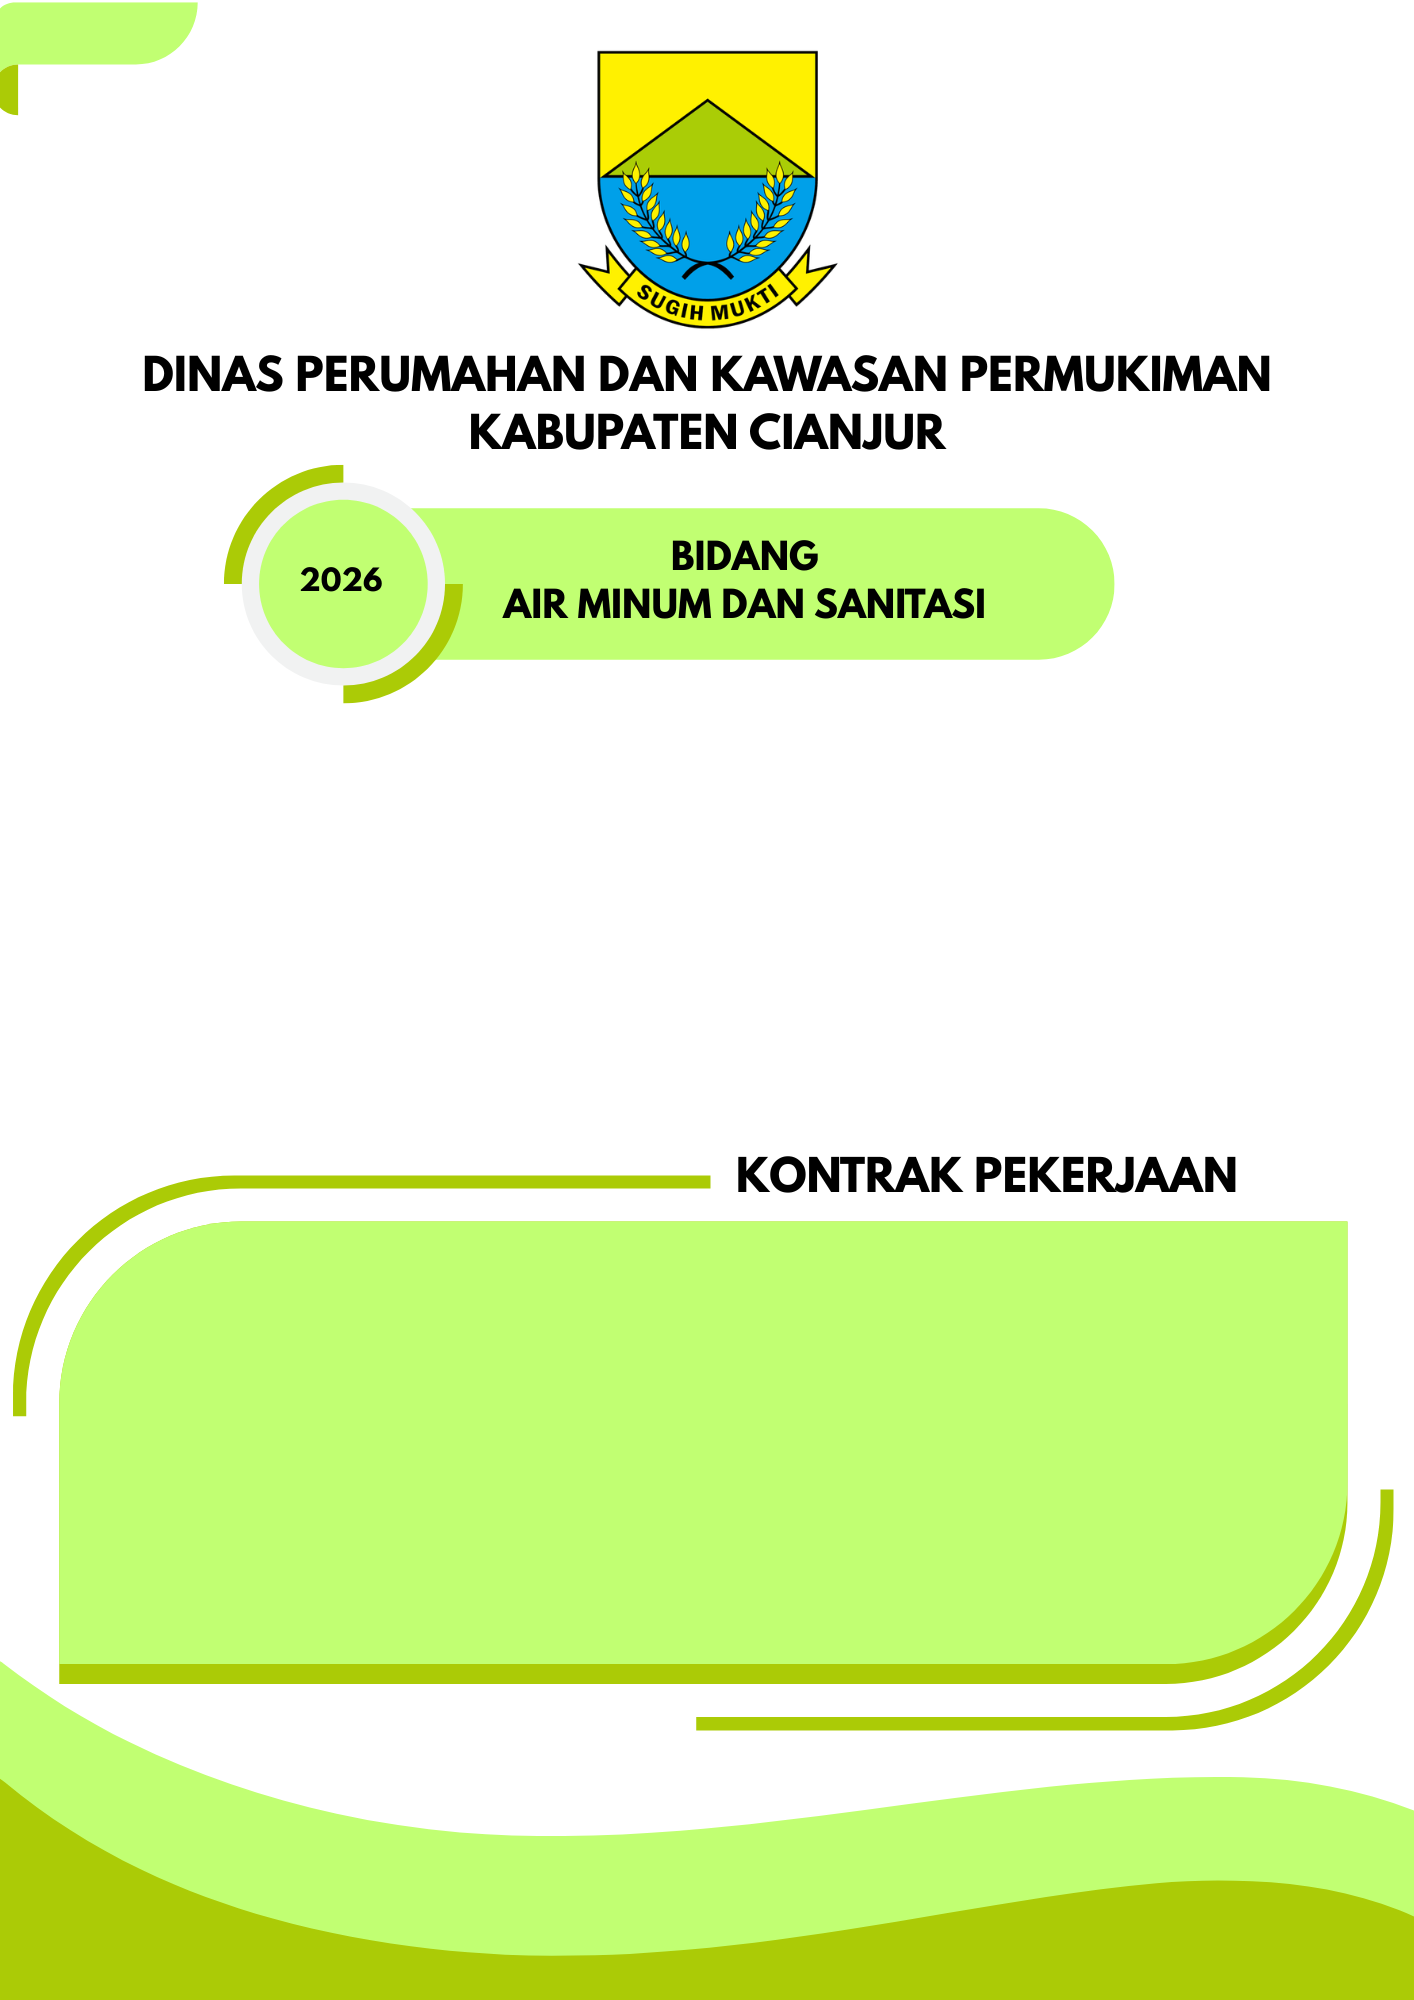 SUGIH MUKTI
DINAS PERUMAHAN DAN KAWASAN PERMUKIMAN
KABUPATEN CIANJUR
2026
BIDANG
AIR MINUM DAN SANITASI
KONTRAK PEKERJAAN